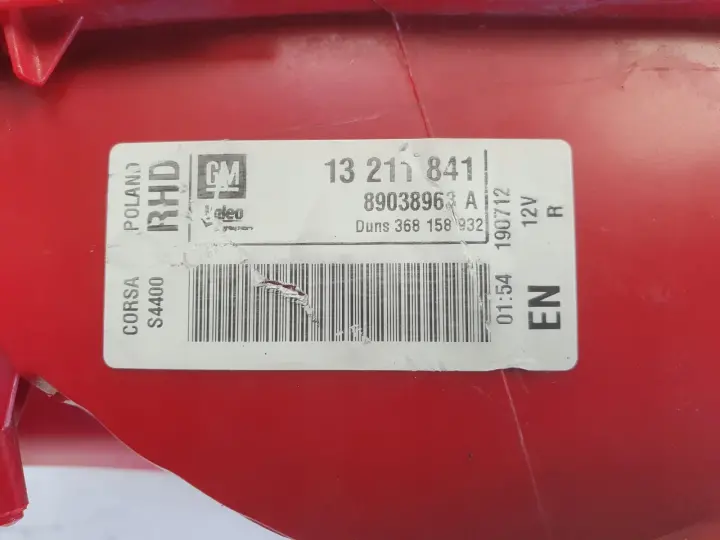 POLAND
RHD
CORSA
S4400
GM
Valeo
13 211 841
89038963 A
Duns 368 158 932
01:54 190712
12V
EN R